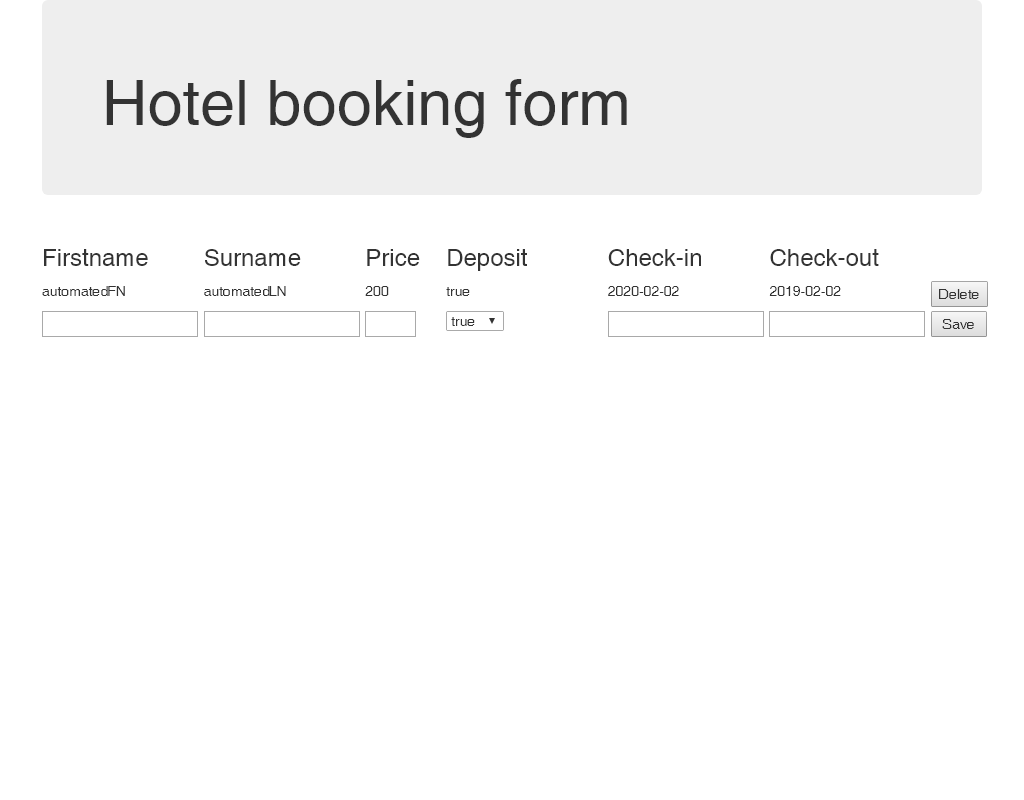 Hotel booking form
Firstname Surname Price Deposit Check-in Check-out
automatedFN automatedLN 200 true 2020-02-02 2019-02-02 Delete
true Save